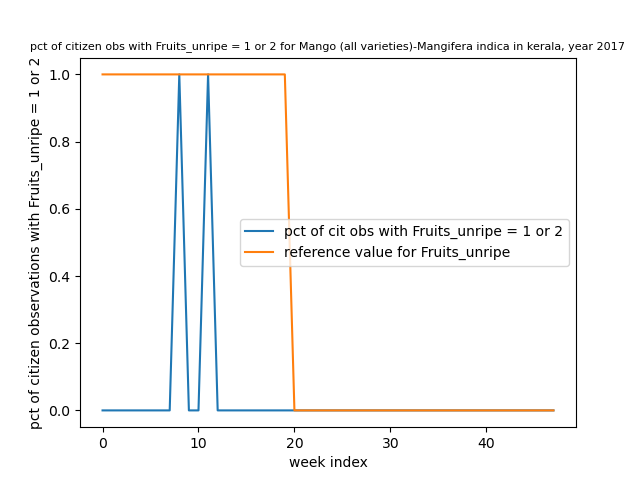 pct of citizen obs with Fruits_unripe = 1 or 2 for Mango (all varieties)-Mangifera indica in kerala, year 2017
pct of citizen observations with Fruits_unripe = 1 or 2
1.0
0.8
0.6
0.4
0.2
0.0
pct of cit obs with Fruits_unripe = 1 or 2
reference value for Fruits_unripe
0 10 20 30 40
week index